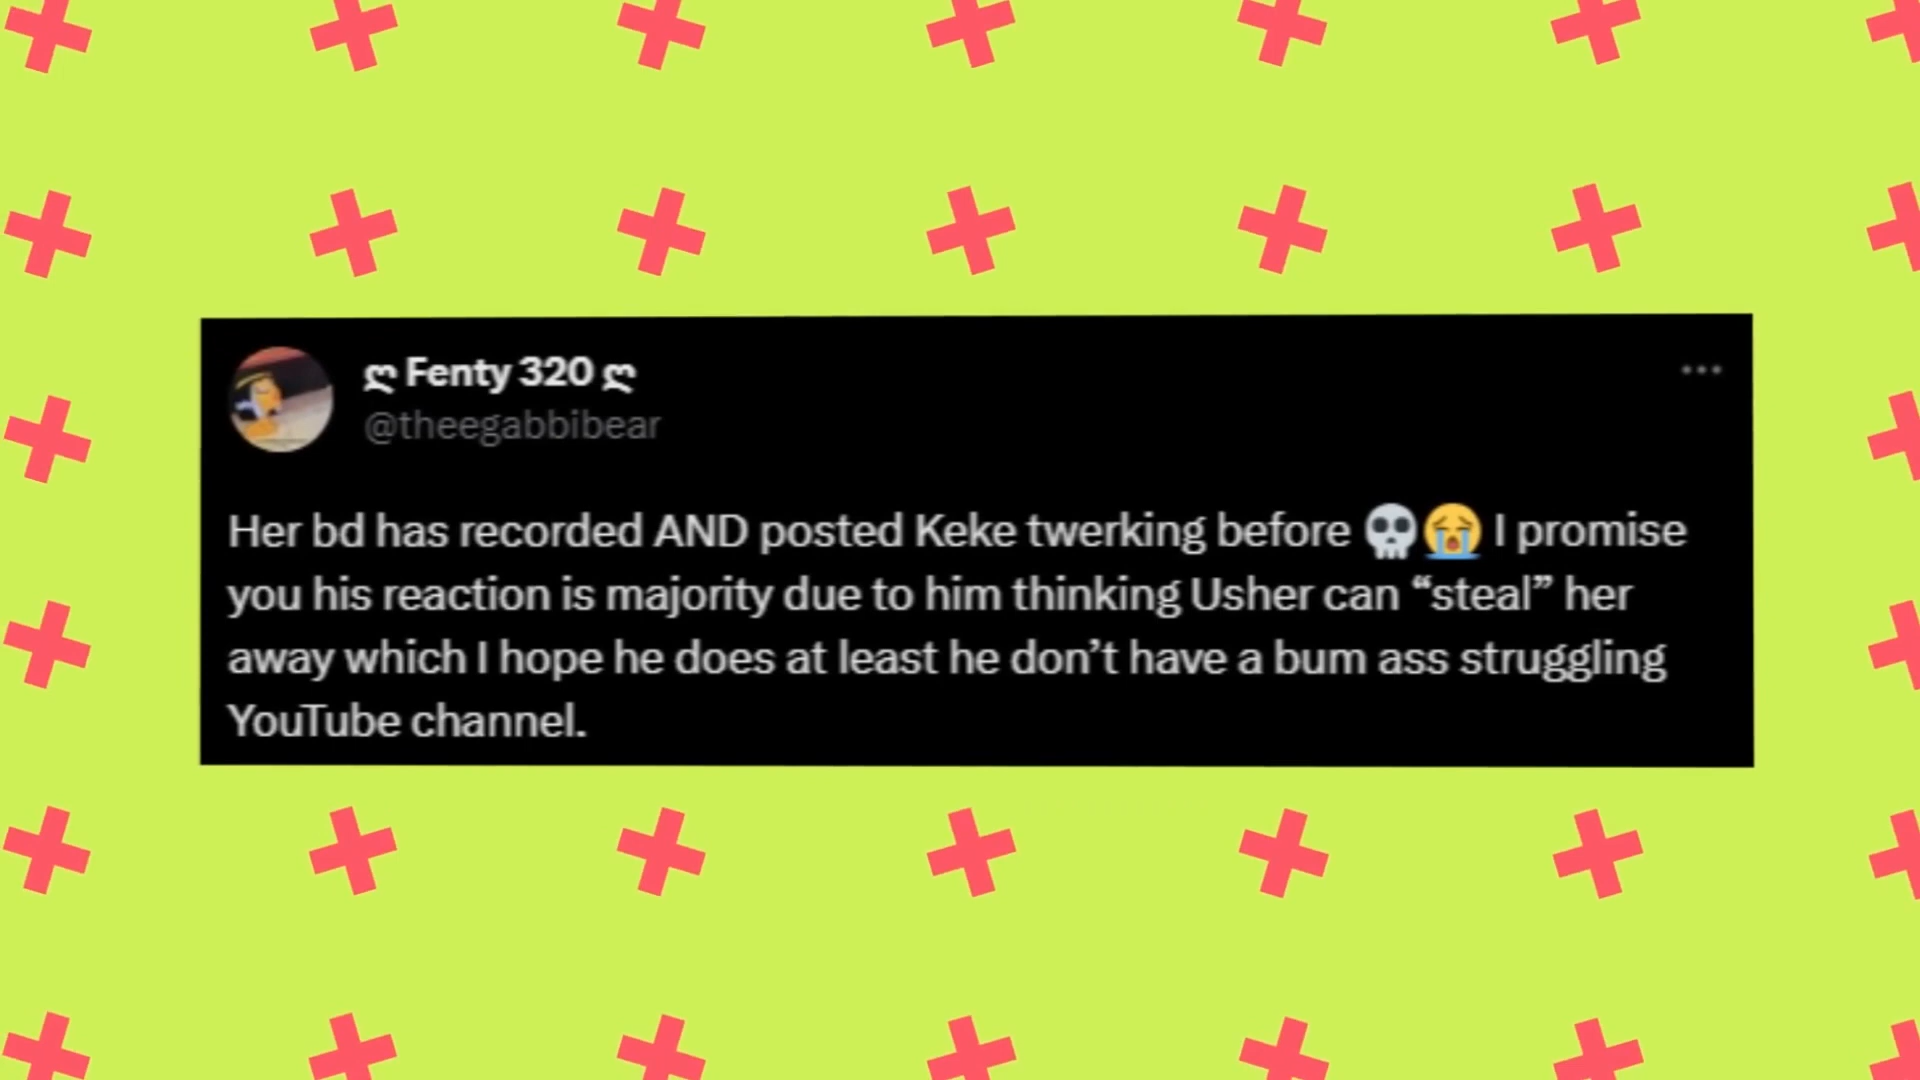 ღ Fenty 320 ღ
@theegabbibear
Her bd has recorded AND posted Keke twerking before 💀😭 I promise
you his reaction is majority due to him thinking Usher can “steal” her
away which I hope he does at least he don’t have a bum ass struggling
YouTube channel.